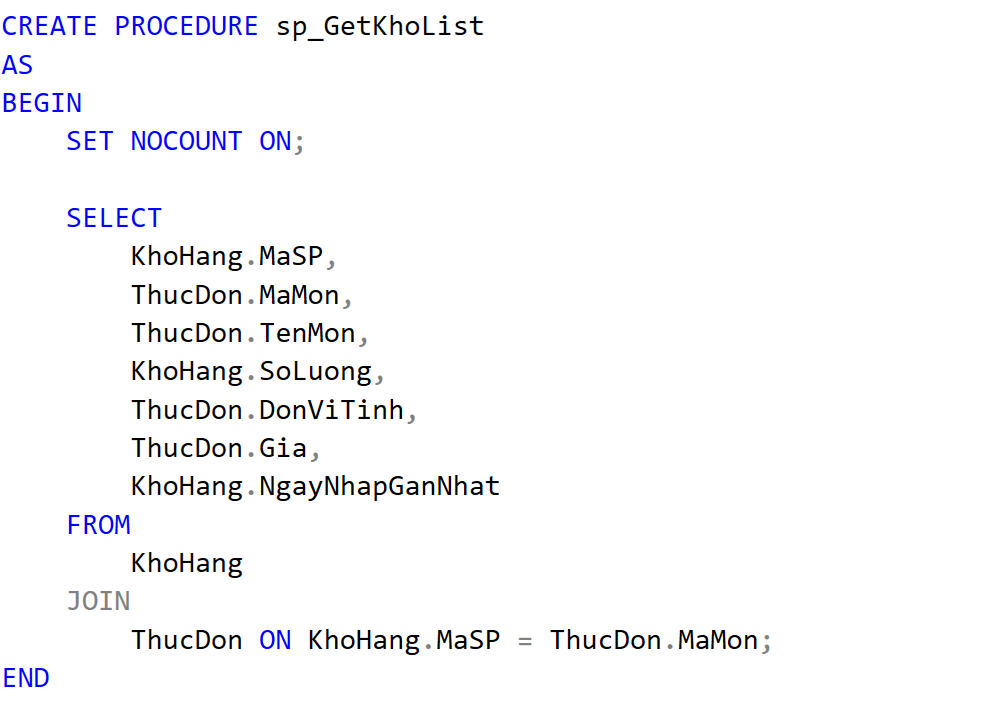 CREATE PROCEDURE sp_GetKhoList
AS
BEGIN
    SET NOCOUNT ON;

    SELECT
        KhoHang.MaSP,
        ThucDon.MaMon,
        ThucDon.TenMon,
        KhoHang.SoLuong,
        ThucDon.DonViTinh,
        ThucDon.Gia,
        KhoHang.NgayNhapGanNhat
    FROM
        KhoHang
    JOIN
        ThucDon ON KhoHang.MaSP = ThucDon.MaMon;
END